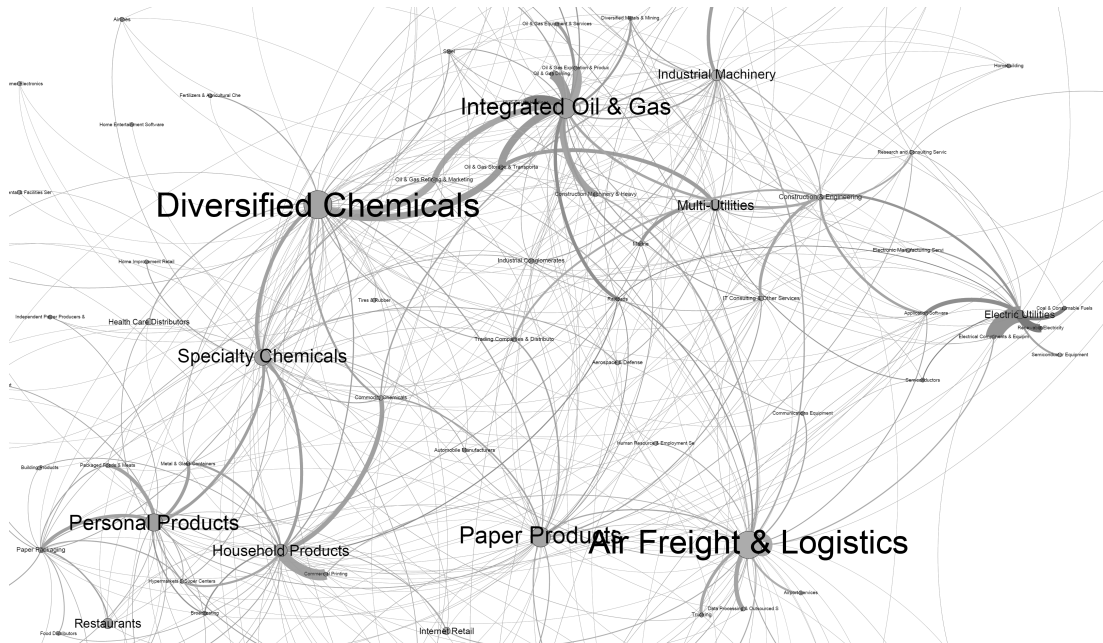 Airlines
Oil & Gas Equipment & Services
Diversified Metals & Mining
Steel
Oil & Gas Exploration & Produc
Oil & Gas Drilling
Industrial Machinery
Homebuilding
Fertilizers & Agricultural Che
Integrated Oil & Gas
Home Entertainment Software
Research and Consulting Servic
Oil & Gas Storage & Transporta
Oil & Gas Refining & Marketing
Construction Machinery & Heavy
Construction & Engineering
Diversified Chemicals
Multi-Utilities
Marine
Electronic Manufacturing Servi
Home Improvement Retail
Industrial Conglomerates
Tires & Rubber
Railroads
IT Consulting & Other Services
Independent Power Producers &
Health Care Distributors
Application Software
Electric Utilities
Coal & Consumable Fuels
Renewable Electricity
Electrical Components & Equipm
Trading Companies & Distributo
Specialty Chemicals
Aerospace & Defense
Semiconductor Equipment
Semiconductors
Commodity Chemicals
Communications Equipment
Human Resource & Employment Se
Automobile Manufacturers
Building Products
Packaged Foods & Meats
Metal & Glass Containers
Personal Products
Paper Products
Air Freight & Logistics
Paper Packaging
Household Products
Commercial Printing
Hypermarkets & Super Centers
Airport Services
Broadcasting
Trucking
Data Processing & Outsourced S
Restaurants
Food Distributors
Internet Retail